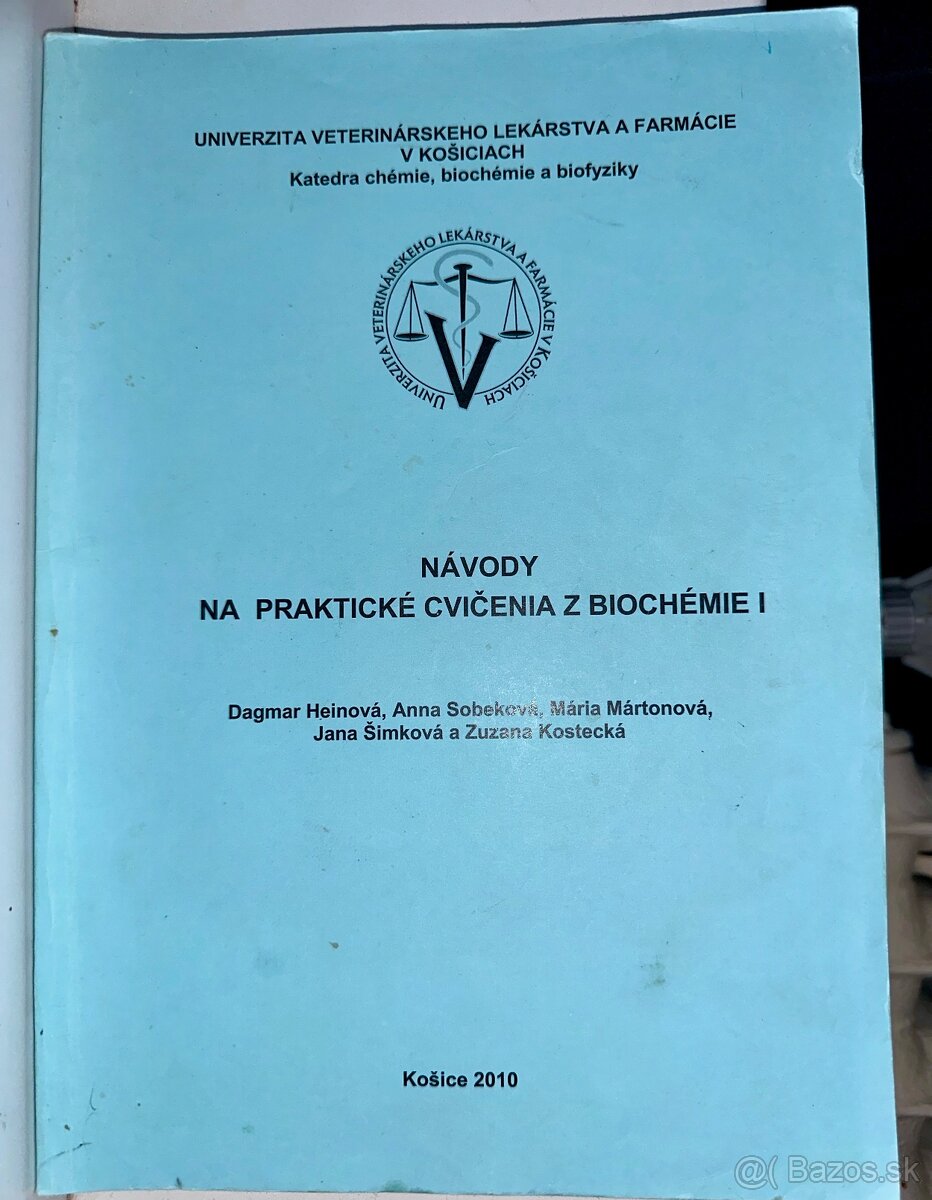 UNIVERZITA VETERINÁRSKEHO LEKÁRSTVA A FARMÁCIE
V KOŠICIACH
Katedra chémie, biochémie a biofyziky
UNIVERZITA VETERINÁRSKEHO LEKÁRSTVA A FARMÁCIE V KOŠICIACH
V
NÁVODY
NA PRAKTICKÉ CVIČENIA Z BIOCHÉMIE I
Dagmar Heinová, Anna Sobeková, Mária Mártonová,
Jana Šimková a Zuzana Kostecká
Košice 2010
@( Bazos.sk